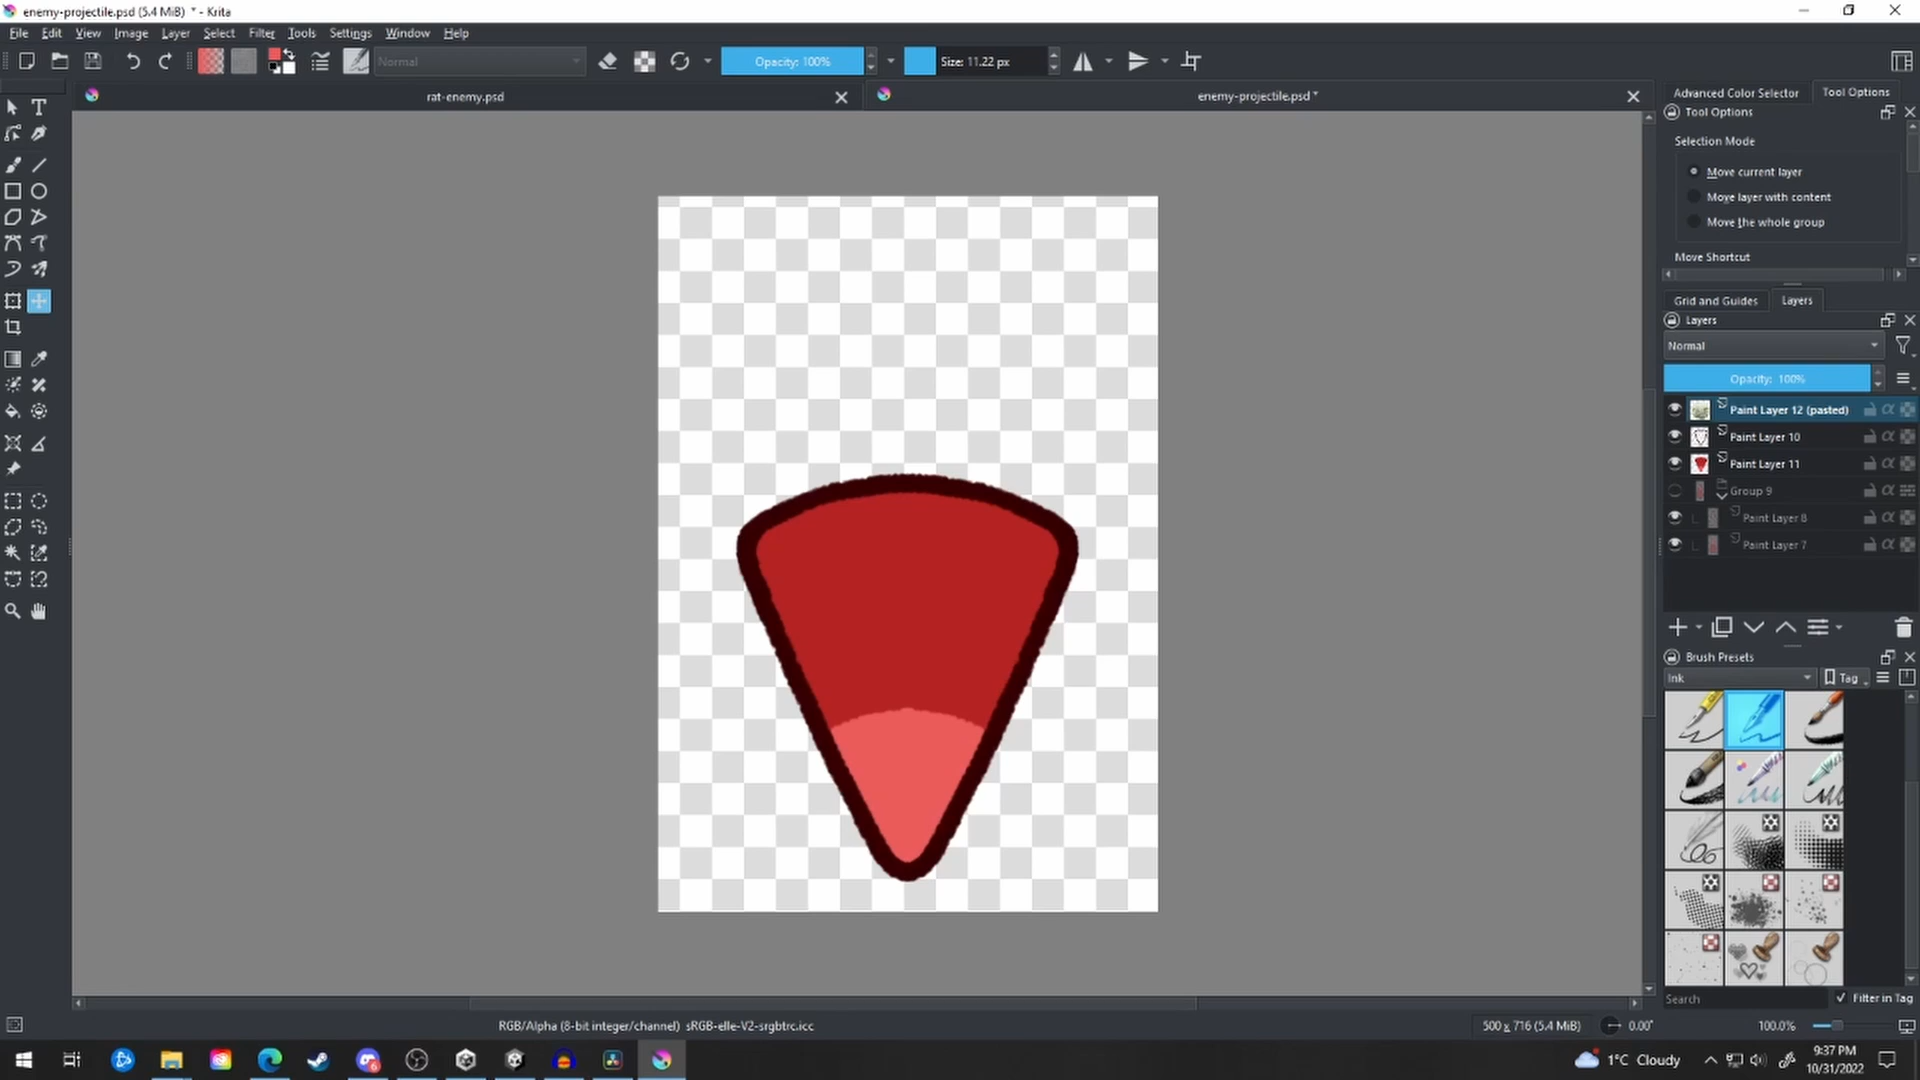 enemy-projectile.psd (5.4 MiB) * - Krita
File Edit View Image Layer Select Filter Tools Settings Window Help
Normal
Opacity: 100%
Size: 11.22 px
rat-enemy.psd
enemy-projectile.psd *
Advanced Color Selector
Tool Options
Tool Options
Selection Mode
Move current layer
Move layer with content
Move the whole group
Move Shortcut
Grid and Guides
Layers
Layers
Normal
Opacity: 100%
Paint Layer 12 (pasted)
Paint Layer 10
Paint Layer 11
Group 9
Paint Layer 8
Paint Layer 7
Brush Presets
Ink
Tag
Search
Filter in Tag
RGB/Alpha (8-bit integer/channel) sRGB-elle-V2-srgbtrc.icc
500 x 716 (5.4 MiB)
0.00°
100.0%
1°C Cloudy
9:37 PM
10/31/2022